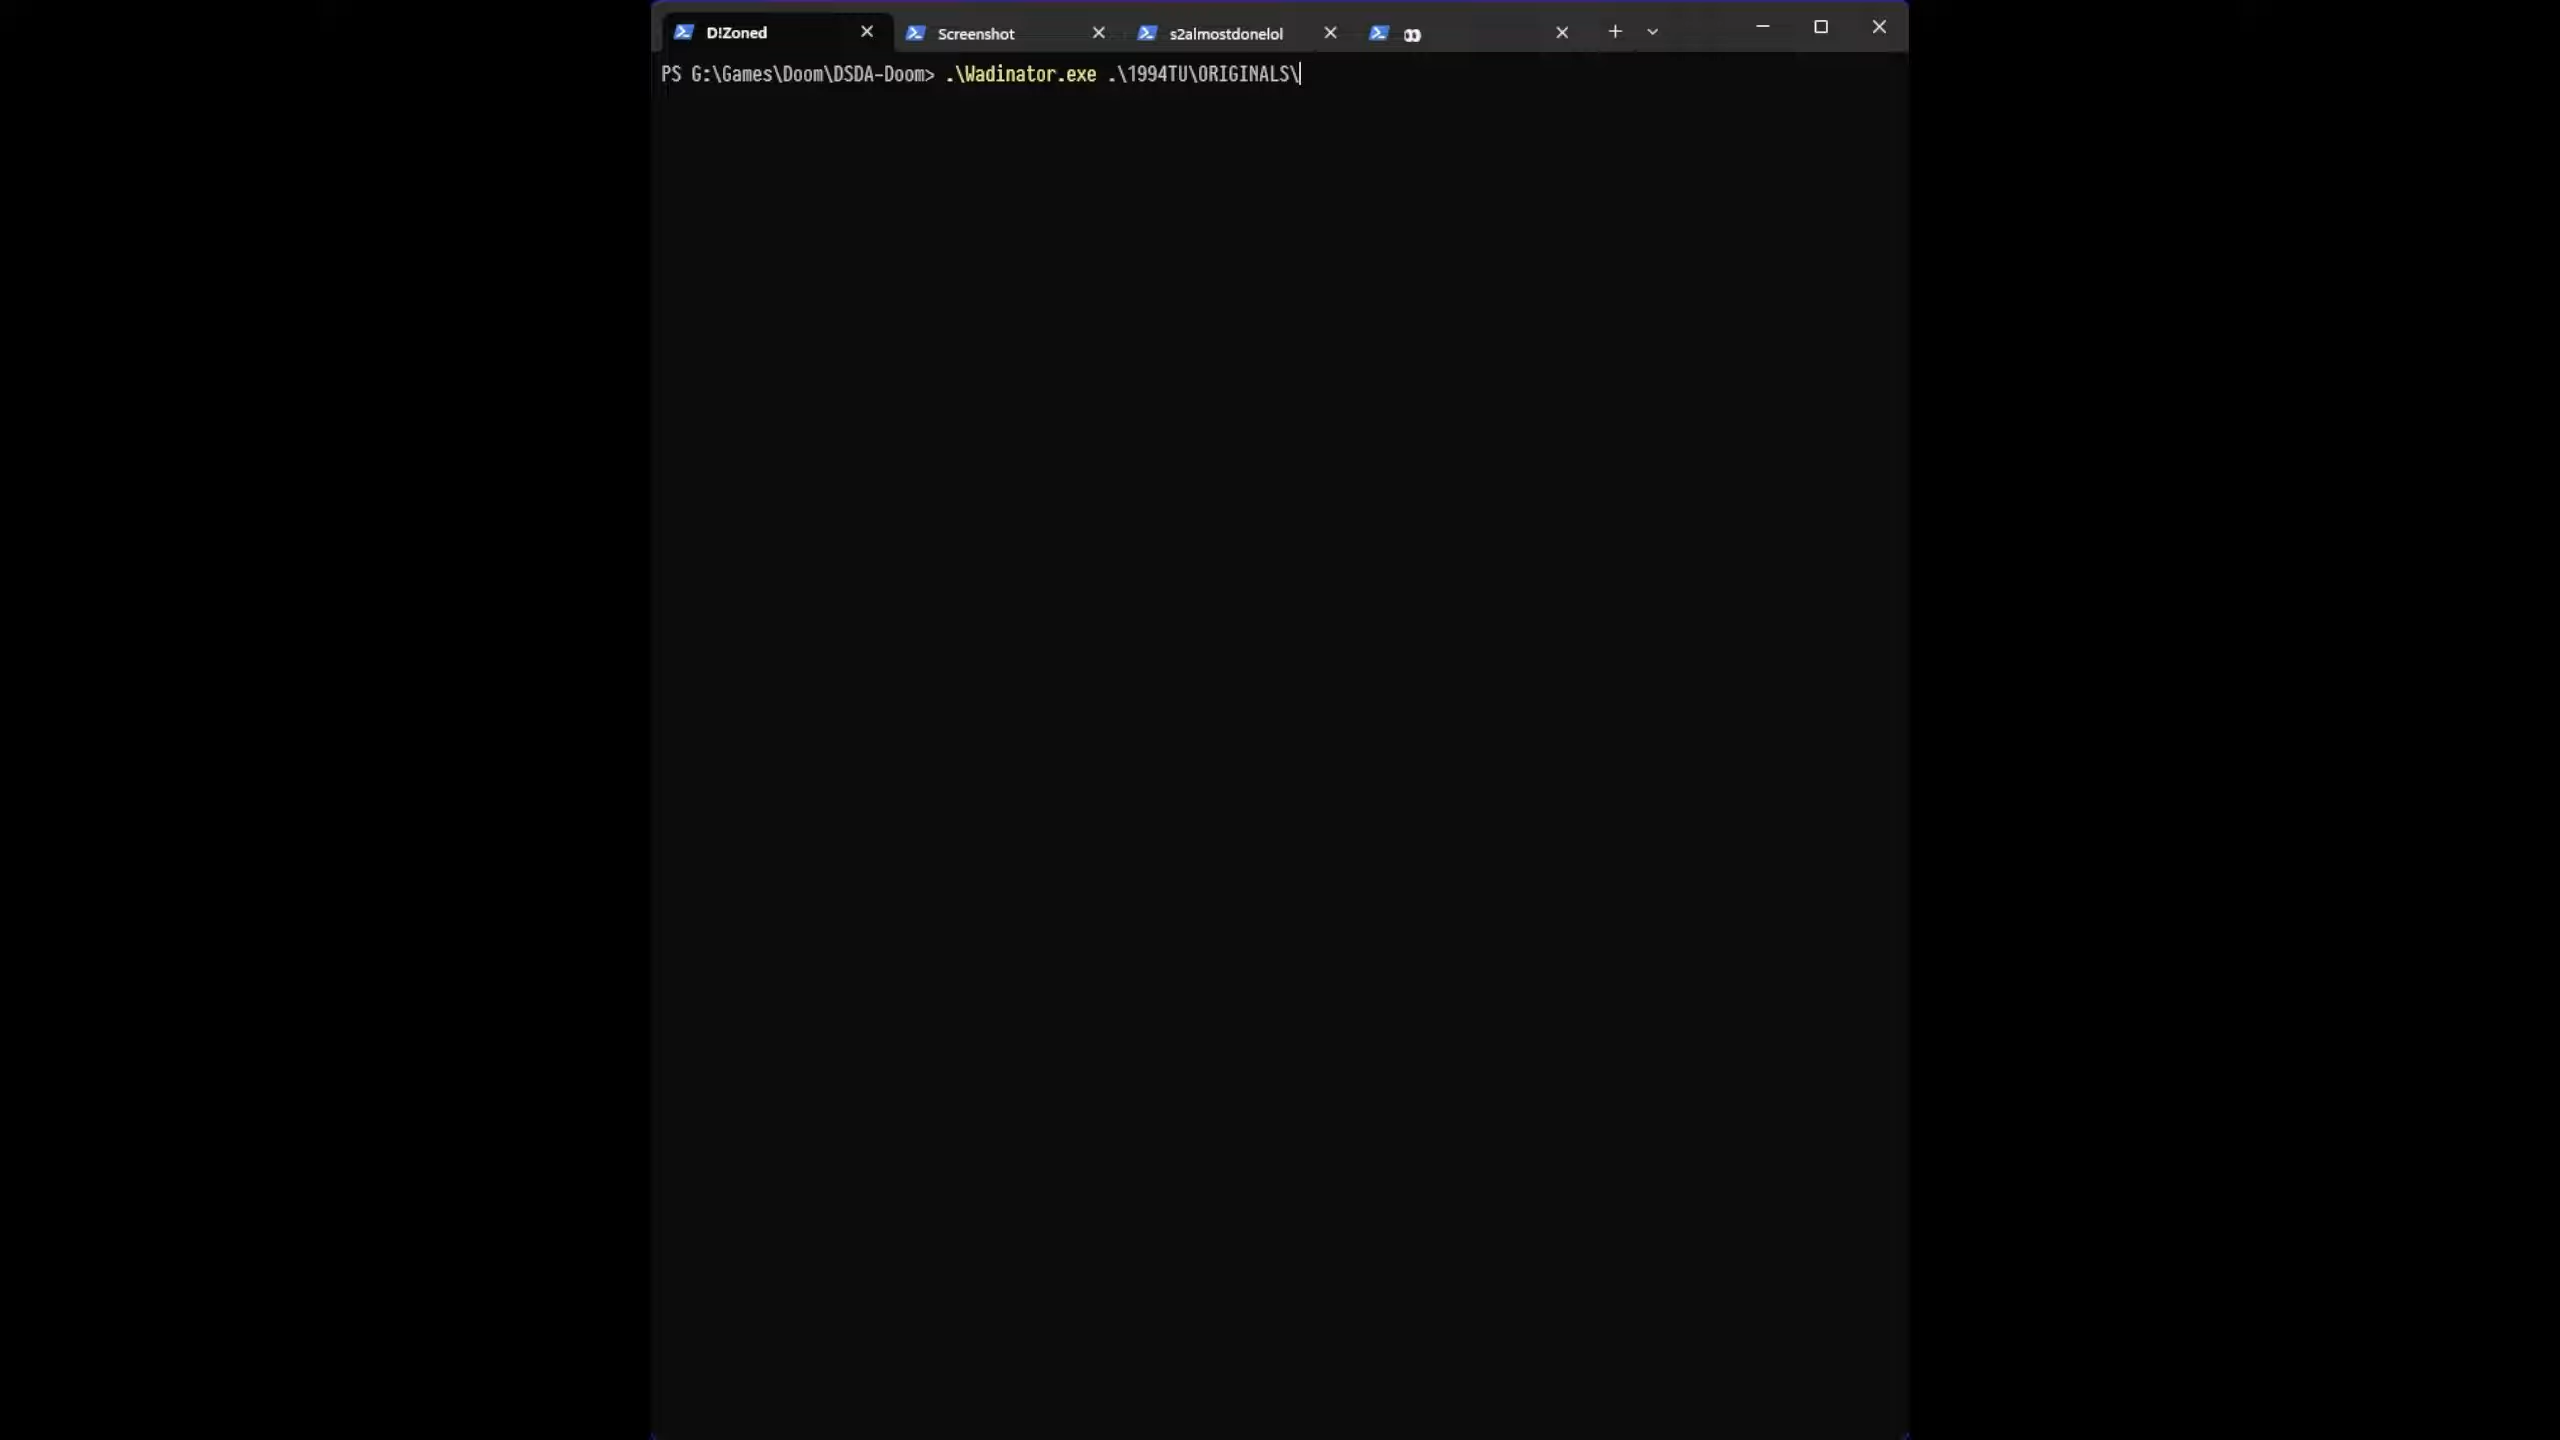 D!Zoned Screenshot s2almostdonelol 👀
PS G:\Games\Doom\DSDA-Doom> .\Wadinator.exe .\1994TU\ORIGINALS\